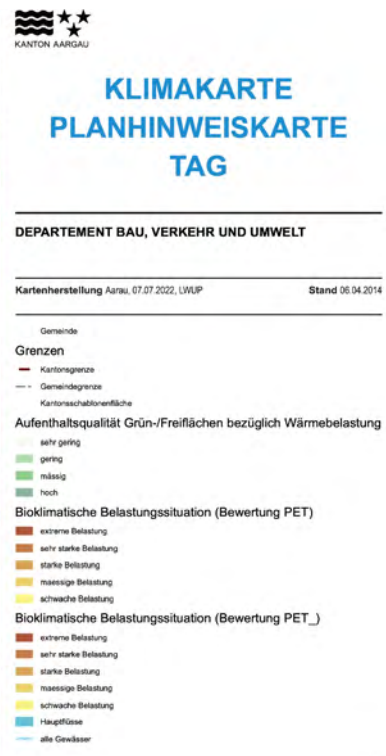 KANTON AARGAU
KLIMAKARTE
PLANHINWEISKARTE
TAG
DEPARTEMENT BAU, VERKEHR UND UMWELT
Kartenherstellung Aarau, 07.07.2022, LWUP Stand 06.04.2014
Gemeinde
Grenzen
Kantonsgrenze
Gemeindegrenze
Kantonsschablonenfläche
Aufenthaltsqualität Grün-/Freiflächen bezüglich Wärmebelastung
sehr gering
gering
mässig
hoch
Bioklimatische Belastungssituation (Bewertung PET)
extreme Belastung
sehr starke Belastung
starke Belastung
maessige Belastung
schwache Belastung
Bioklimatische Belastungssituation (Bewertung PET_)
extreme Belastung
sehr starke Belastung
starke Belastung
maessige Belastung
schwache Belastung
Hauptflüsse
alle Gewässer